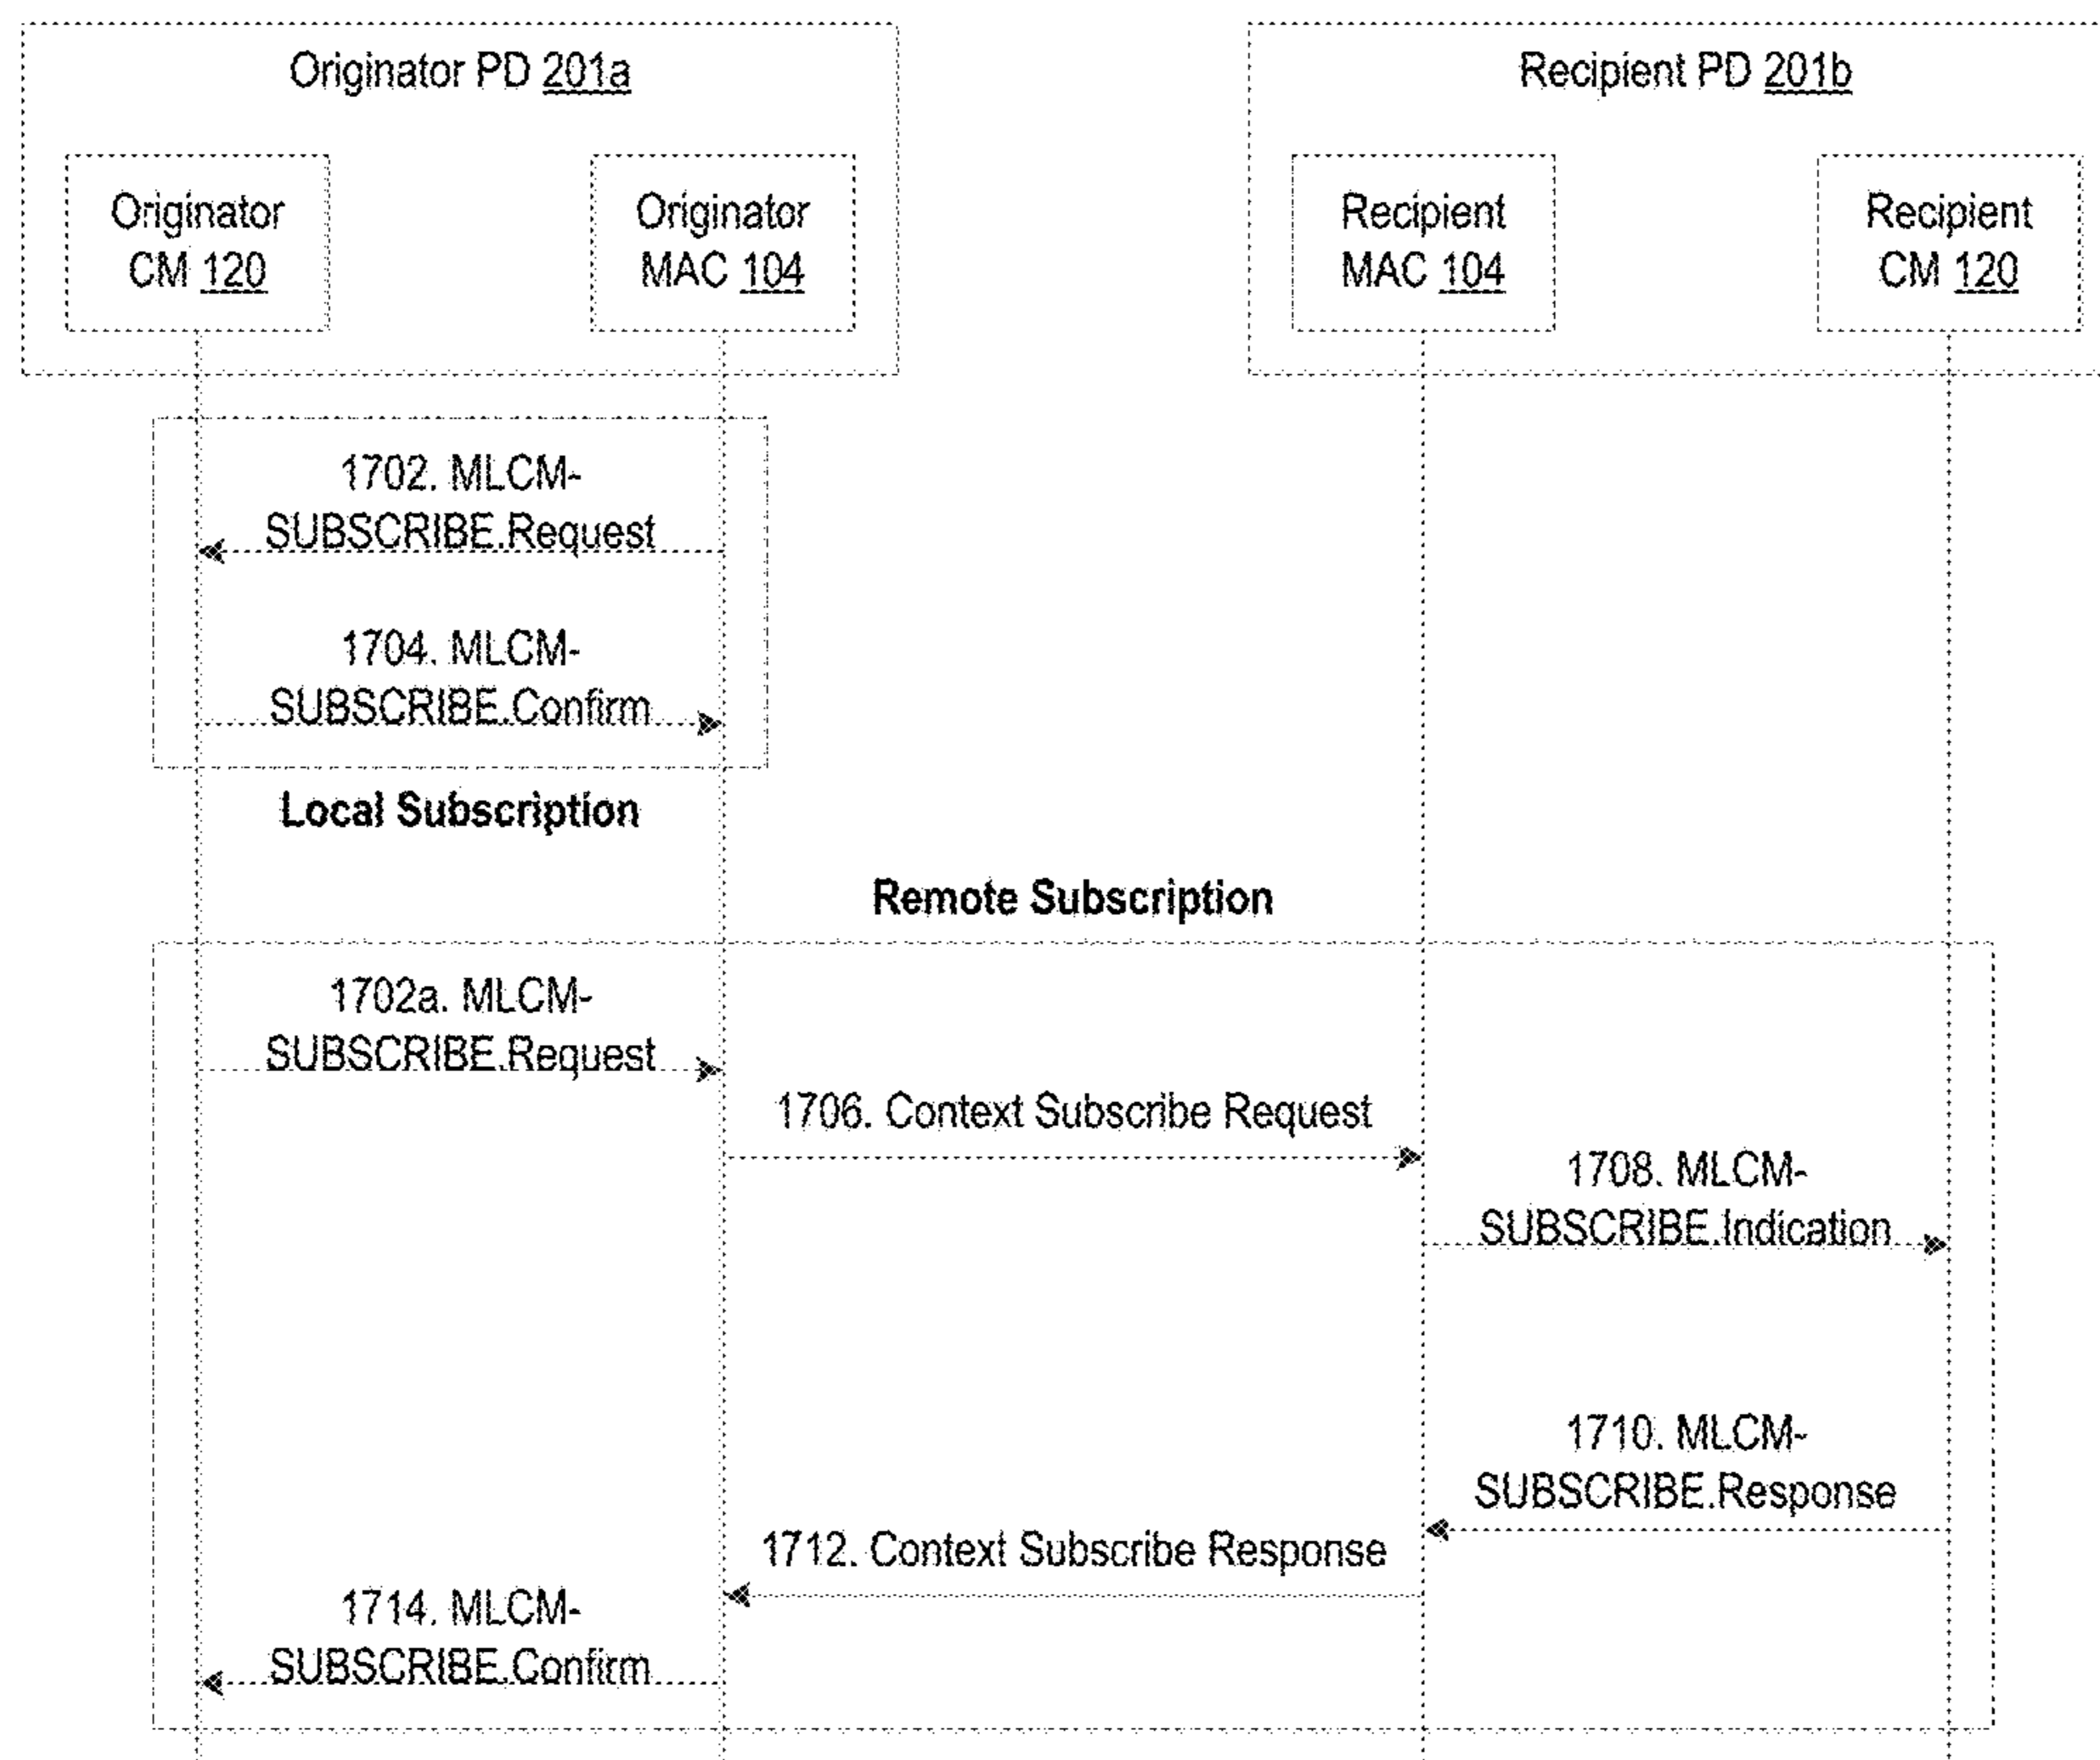 Originator PD 201a
Recipient PD 201b
Originator
CM 120
Originator
MAC 104
Recipient
MAC 104
Recipient
CM 120
1702. MLCM-
SUBSCRIBE.Request
1704. MLCM-
SUBSCRIBE.Confirm
Local Subscription
Remote Subscription
1702a. MLCM-
SUBSCRIBE.Request
1706. Context Subscribe Request
1708. MLCM-
SUBSCRIBE.Indication
1710. MLCM-
SUBSCRIBE.Response
1712. Context Subscribe Response
1714. MLCM-
SUBSCRIBE.Confirm